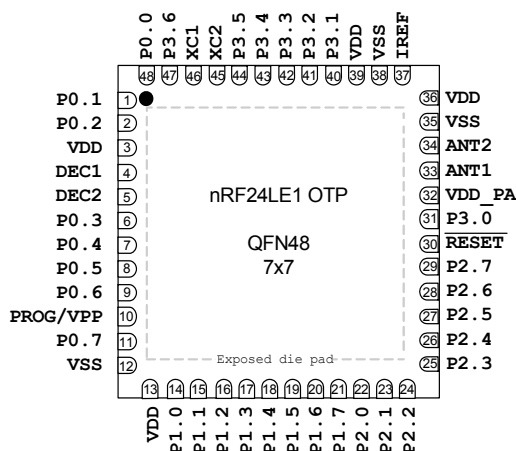 P0.0 P3.6 XC1 XC2 P3.5 P3.4 P3.3 P3.2 P3.1 VDD VSS IREF
48 47 46 45 44 43 42 41 40 39 38 37
P0.1 1 36 VDD
P0.2 2 35 VSS
VDD 3 34 ANT2
DEC1 4 33 ANT1
DEC2 5 32 VDD_PA
P0.3 6 31 P3.0
P0.4 7 30 RESET
P0.5 8 29 P2.7
P0.6 9 28 P2.6
PROG/VPP 10 27 P2.5
P0.7 11 26 P2.4
VSS 12 25 P2.3
nRF24LE1 OTP
QFN48
7x7
Exposed die pad
13 14 15 16 17 18 19 20 21 22 23 24
VDD P1.0 P1.1 P1.2 P1.3 P1.4 P1.5 P1.6 P1.7 P2.0 P2.1 P2.2